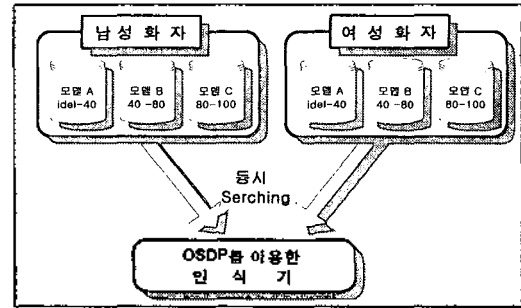 남성화자
모델 A
idel-40
모델 B
40-80
모델 C
80-100
여성화자
모델 A
idel-40
모델 B
40-80
모델 C
80-100
동시
Serching
OSDP를 이용한
인 식 기